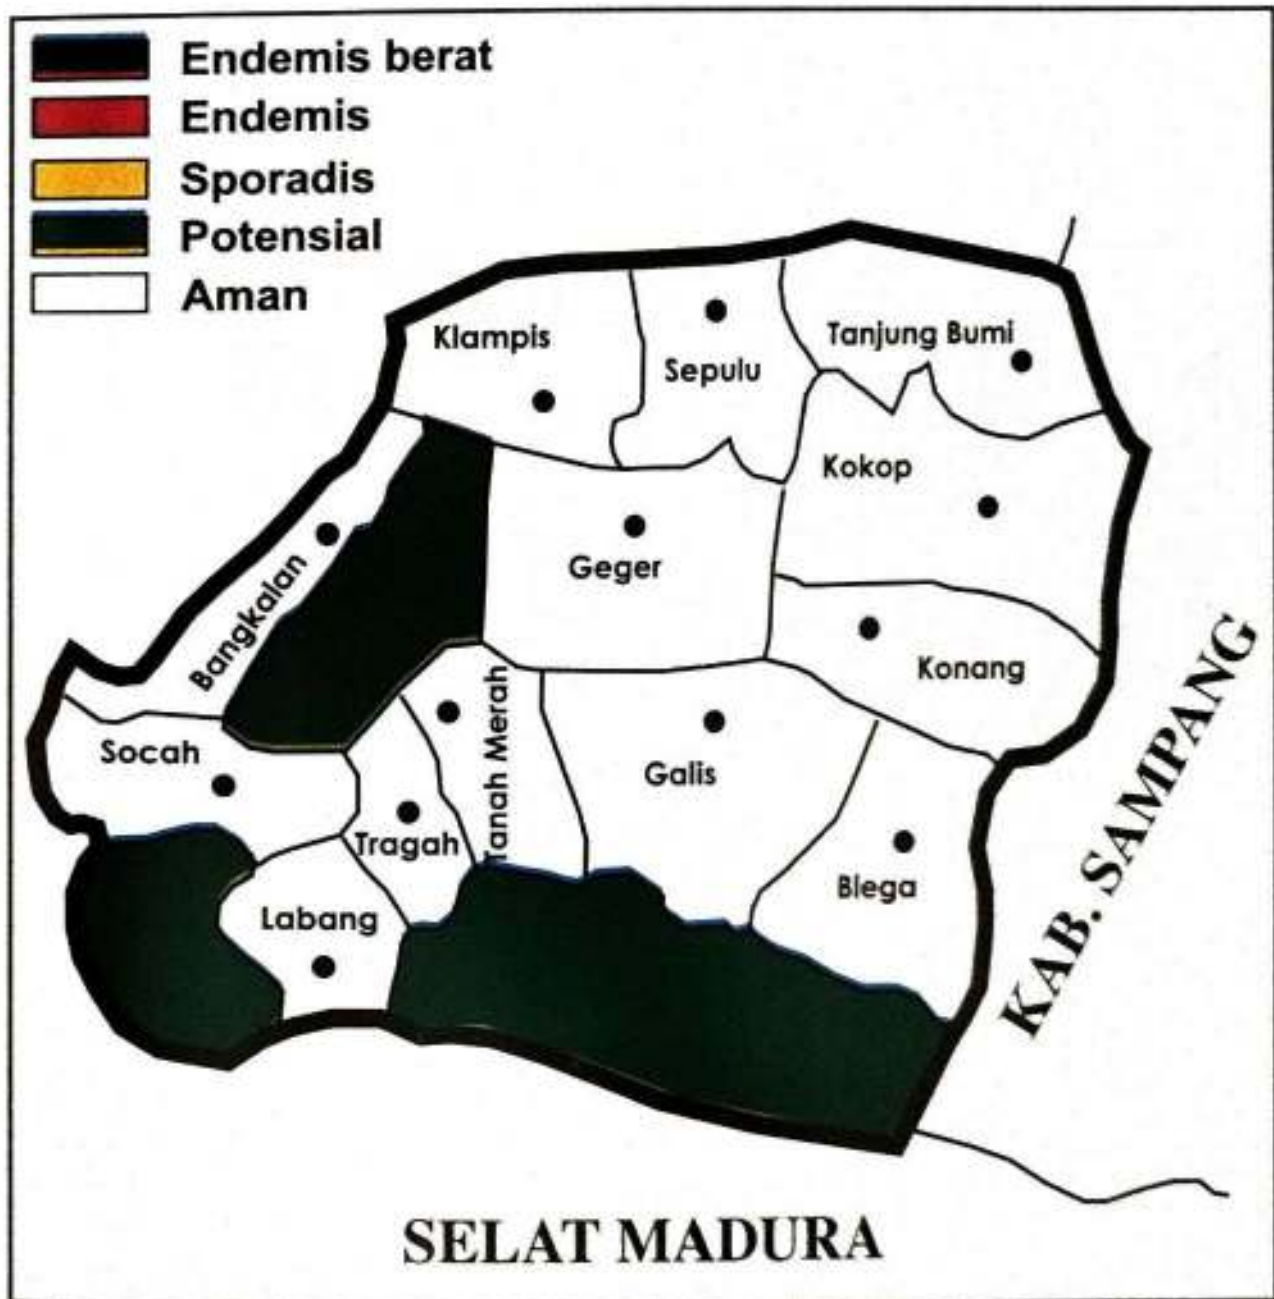 Endemis berat
Endemis
Sporadis
Potensial
Aman
Klampis
Sepulu
Tanjung Bumi
Kokop
Geger
Bangkalan
Konang
Tanah Merah
Socah
Galis
Tragah
Blega
Labang
KAB. SAMPANG
SELAT MADURA